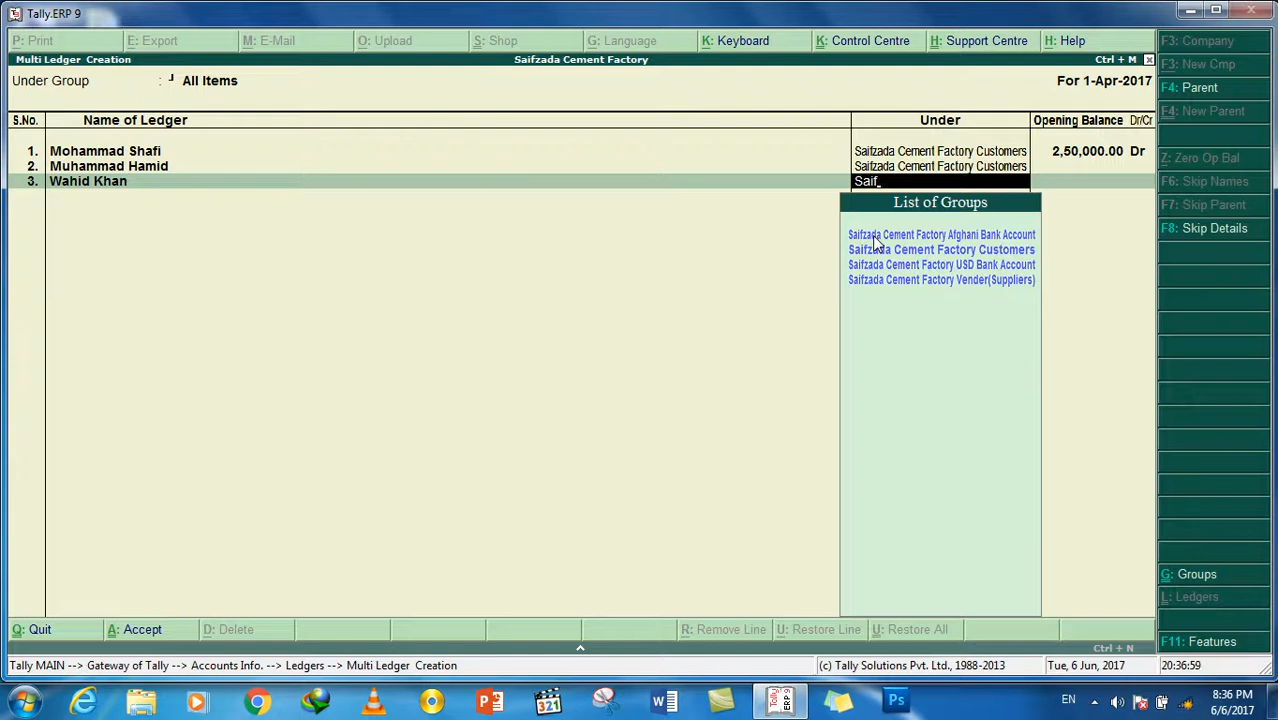 Tally.ERP 9
P: Print E: Export M: E-Mail O: Upload S: Shop G: Language K: Keyboard K: Control Centre H: Support Centre H: Help F3: Company
Multi Ledger Creation Saifzada Cement Factory Ctrl + M F3: New Cmp
Under Group : ┘ All Items For 1-Apr-2017 F4: Parent
F4: New Parent
S.No. Name of Ledger Under Opening Balance Dr/Cr
1. Mohammad Shafi Saifzada Cement Factory Customers 2,50,000.00 Dr Z: Zero Op Bal
2. Muhammad Hamid Saifzada Cement Factory Customers
3. Wahid Khan Saif_ F6: Skip Names
List of Groups F7: Skip Parent
F8: Skip Details
Saifzada Cement Factory Afghani Bank Account
Saifzada Cement Factory Customers
Saifzada Cement Factory USD Bank Account
Saifzada Cement Factory Vender(Suppliers)
G: Groups
L: Ledgers
Q: Quit A: Accept D: Delete R: Remove Line U: Restore Line U: Restore All F11: Features
Ctrl + N
Tally MAIN --> Gateway of Tally --> Accounts Info. --> Ledgers --> Multi Ledger Creation (c) Tally Solutions Pvt. Ltd., 1988-2013 Tue, 6 Jun, 2017 20:36:59
321 Tally ERP 9 Ps EN 8:36 PM
6/6/2017